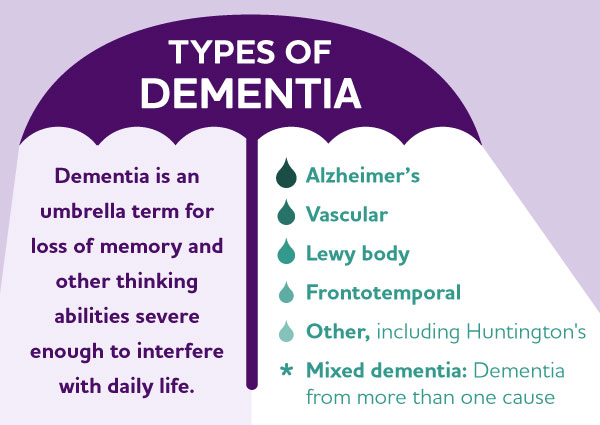 TYPES OF
DEMENTIA
Dementia is an
umbrella term for
loss of memory and
other thinking
abilities severe
enough to interfere
with daily life.
Alzheimer’s
Vascular
Lewy body
Frontotemporal
Other, including Huntington's
* Mixed dementia: Dementia
from more than one cause